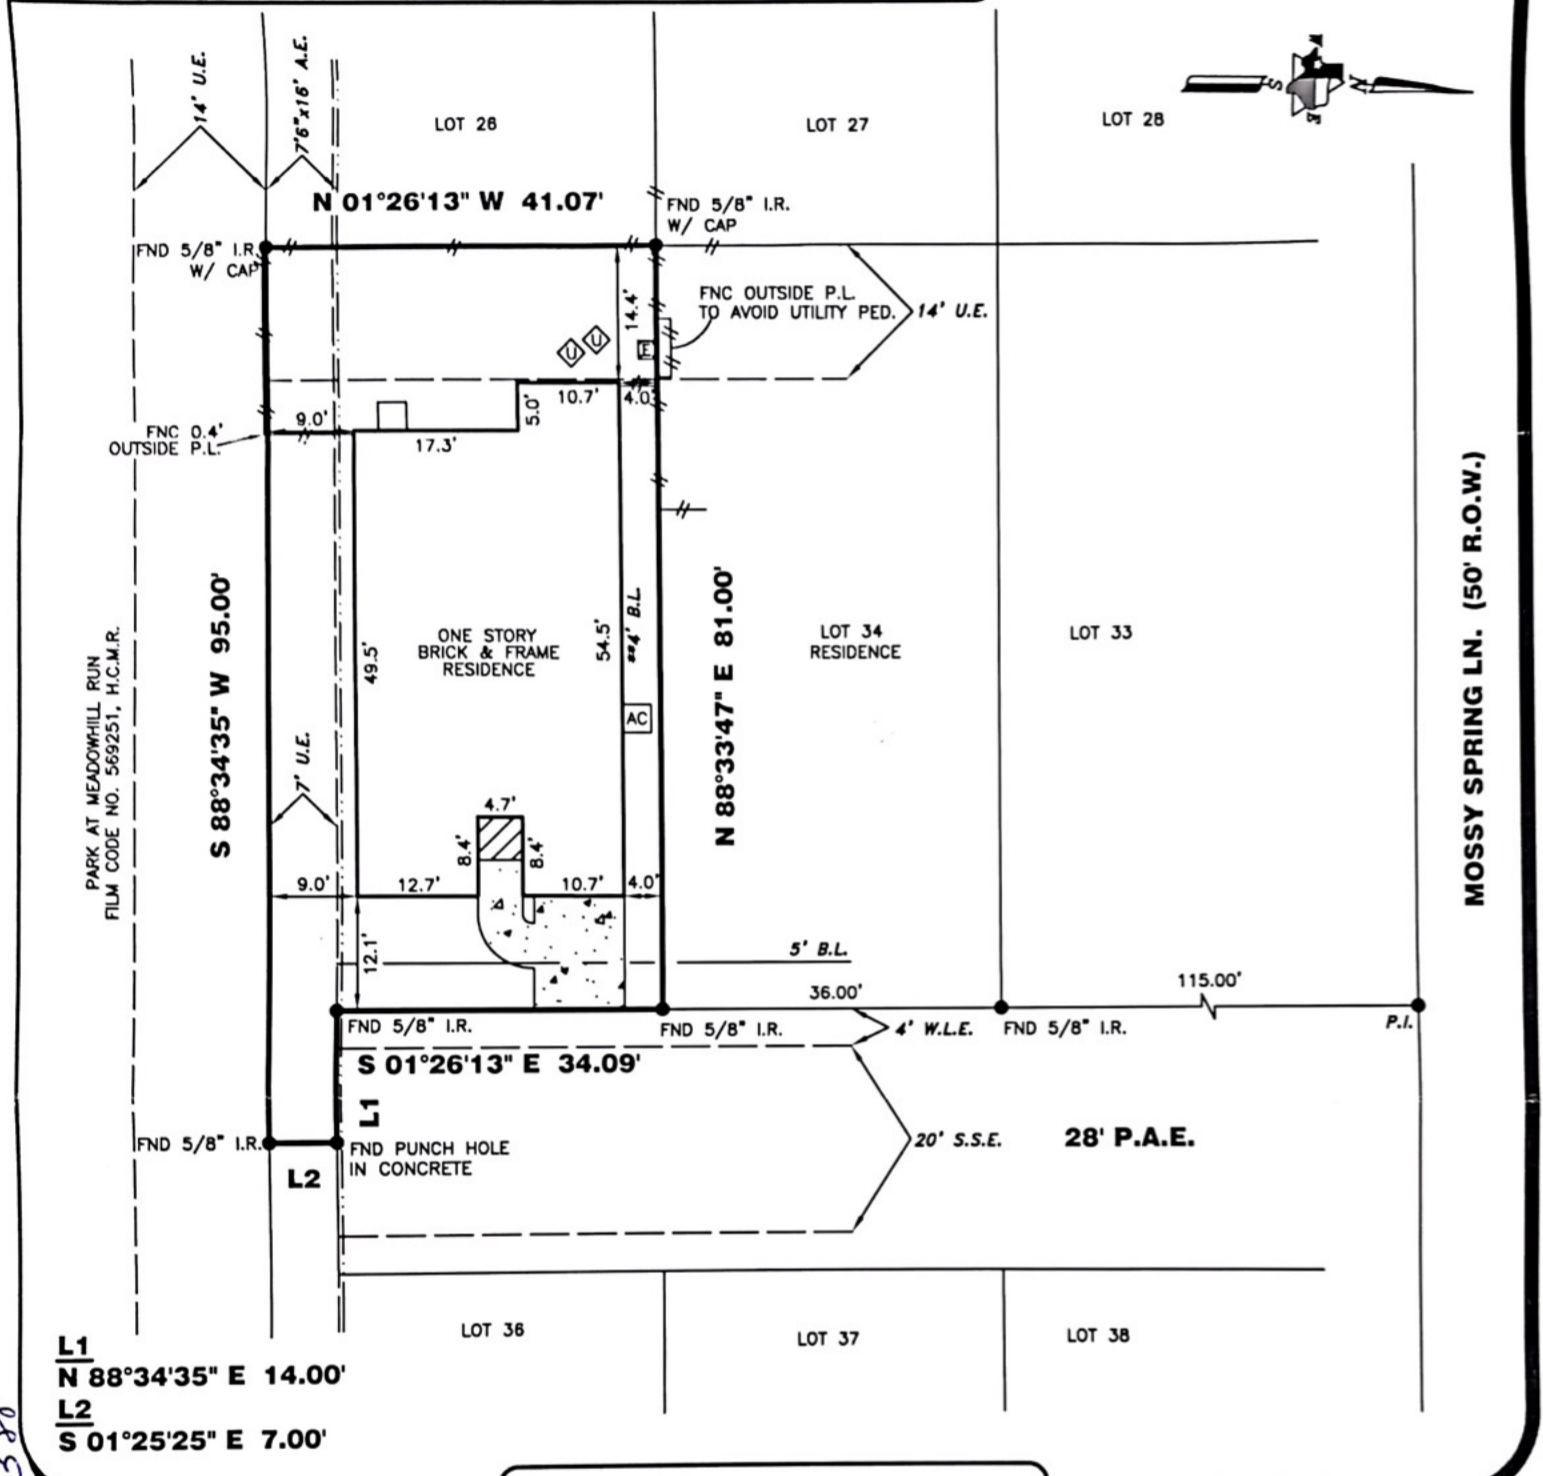 14' U.E.
7'6"x16' A.E.
LOT 26
LOT 27
LOT 28
S
N
E
N 01°26'13" W 41.07'
FND 5/8" I.R.
W/ CAP
FND 5/8" I.R.
W/ CAP
FNC OUTSIDE P.L.
TO AVOID UTILITY PED.
14' U.E.
14.4'
U
U
E
10.7'
4.0'
5.0'
9.0'
17.3'
FNC 0.4'
OUTSIDE P.L.
S 88°34'35" W 95.00'
49.5'
ONE STORY
BRICK & FRAME
RESIDENCE
54.5'
**4' B.L.
AC
N 88°33'47" E 81.00'
LOT 34
RESIDENCE
LOT 33
MOSSY SPRING LN. (50' R.O.W.)
PARK AT MEADOWHILL RUN
FILM CODE NO. 569251, H.C.M.R.
7' U.E.
4.7'
8.4'
8.4'
9.0'
12.7'
10.7'
4.0'
12.1'
5' B.L.
36.00'
115.00'
FND 5/8" I.R.
FND 5/8" I.R.
4' W.L.E.
FND 5/8" I.R.
P.I.
S 01°26'13" E 34.09'
L1
FND 5/8" I.R.
FND PUNCH HOLE
IN CONCRETE
L2
20' S.S.E.
28' P.A.E.
LOT 36
LOT 37
LOT 38
L1
N 88°34'35" E 14.00'
L2
S 01°25'25" E 7.00'